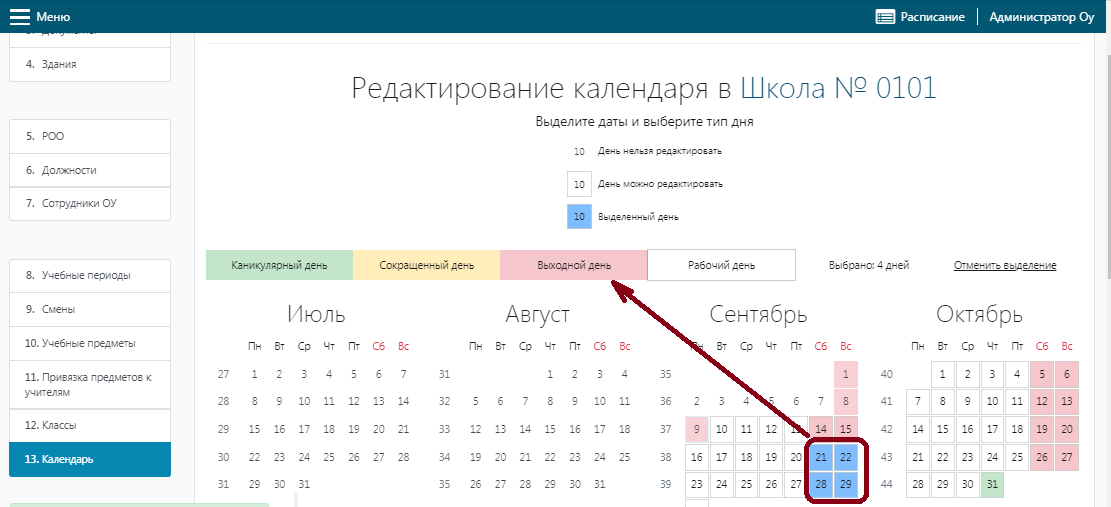 Меню
Расписание
Администратор Оу
3. Документы
4. Здания
5. РОО
6. Должности
7. Сотрудники ОУ
8. Учебные периоды
9. Смены
10. Учебные предметы
11. Привязка предметов к
учителям
12. Классы
13. Календарь
Редактирование календаря в Школа № 0101
Выделите даты и выберите тип дня
10 День нельзя редактировать
10 День можно редактировать
10 Выделенный день
Каникулярный день Сокращенный день Выходной день Рабочий день Выбрано: 4 дней Отменить выделение
Июль
Пн Вт Ср Чт Пт Сб Вс
27 1 2 3 4 5 6 7
28 8 9 10 11 12 13 14
29 15 16 17 18 19 20 21
30 22 23 24 25 26 27 28
31 29 30 31
Август
Пн Вт Ср Чт Пт Сб Вс
31 1 2 3 4
32 5 6 7 8 9 10 11
33 12 13 14 15 16 17 18
34 19 20 21 22 23 24 25
35 26 27 28 29 30 31
Сентябрь
Пн Вт Ср Чт Пт Сб Вс
35 1
36 2 3 4 5 6 7 8
37 9 10 11 12 13 14 15
38 16 17 18 19 20 21 22
39 23 24 25 26 27 28 29
Октябрь
Пн Вт Ср Чт Пт Сб Вс
40 1 2 3 4 5 6
41 7 8 9 10 11 12 13
42 14 15 16 17 18 19 20
43 21 22 23 24 25 26 27
44 28 29 30 31